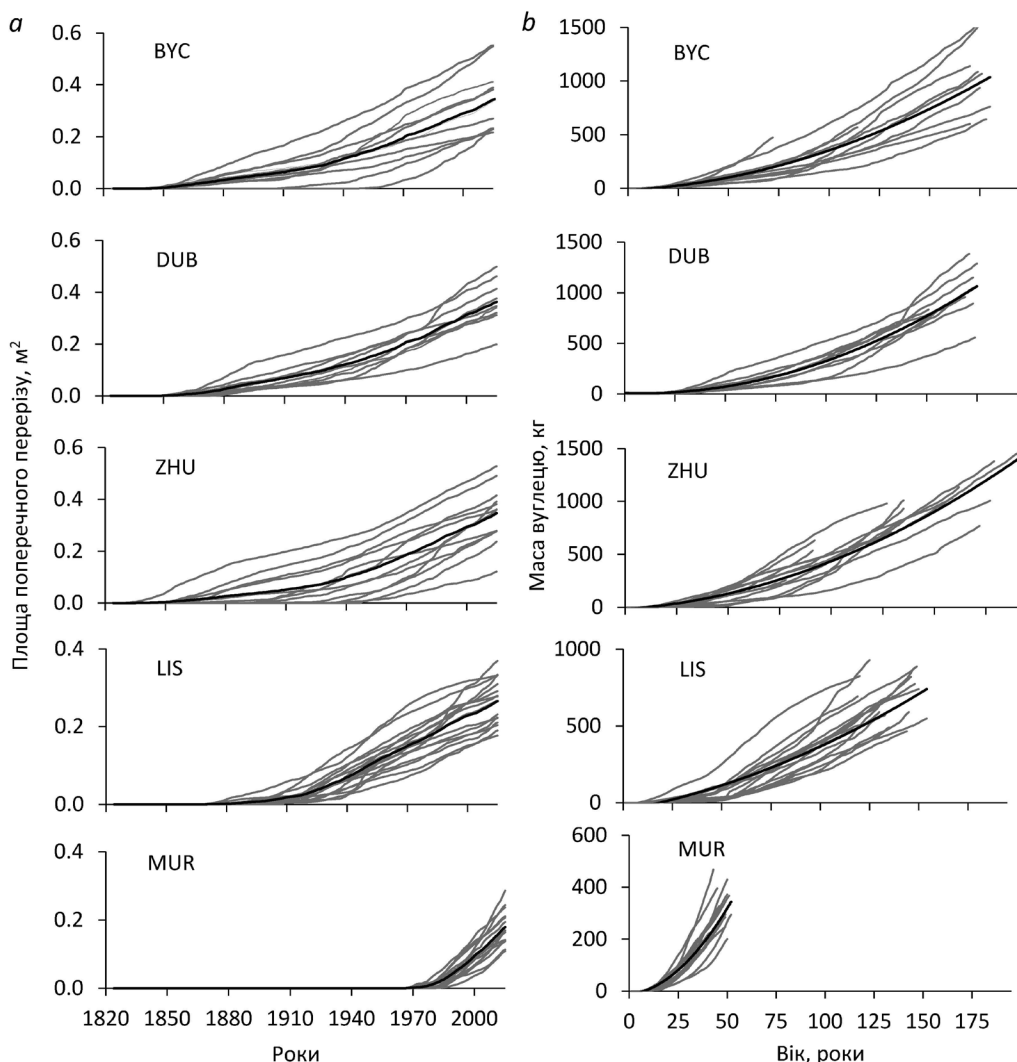 a
b
0.6
0.4
0.2
0.0
BYC
1500
1000
500
0
BYC
0.6
0.4
0.2
0.0
DUB
1500
1000
500
0
DUB
0.6
0.4
0.2
0.0
ZHU
1500
1000
500
0
ZHU
0.4
0.2
0.0
LIS
1000
500
0
LIS
0.4
0.2
0.0
MUR
600
400
200
0
MUR
Площа поперечного перерізу, м²
Маса вуглецю, кг
1820 1850 1880 1910 1940 1970 2000
0 25 50 75 100 125 150 175
Роки
Вік, роки